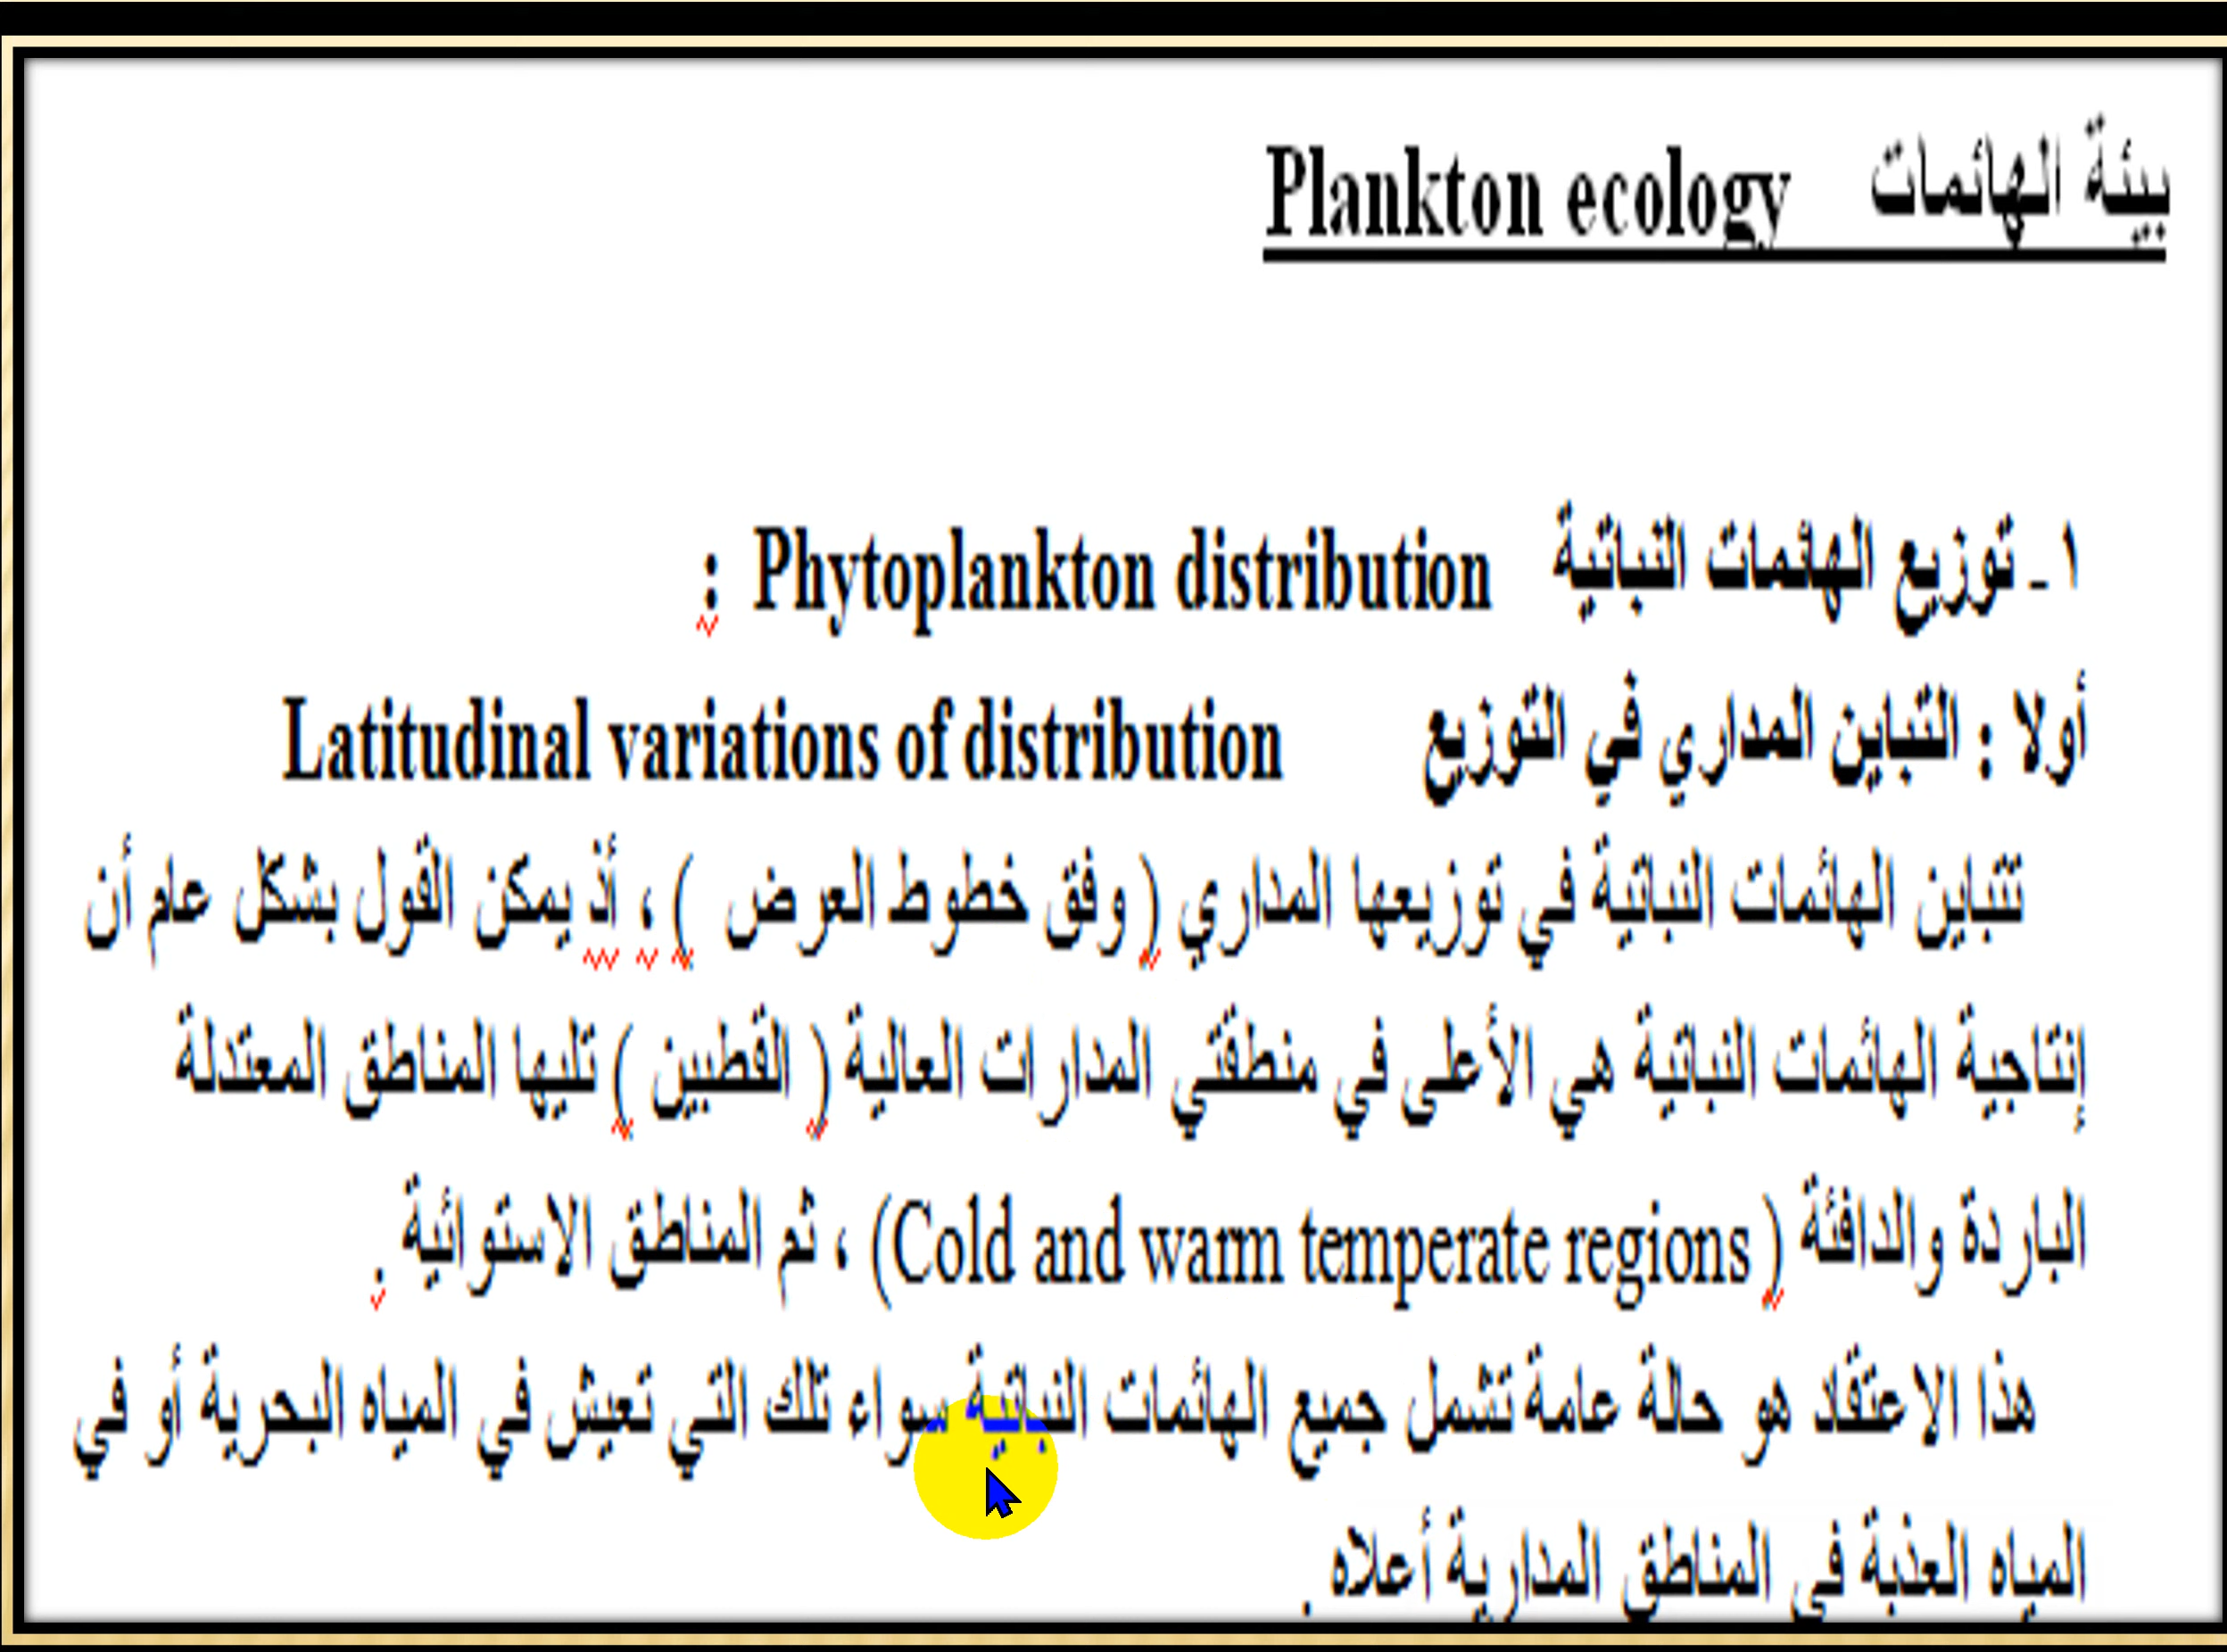 بيئة الهائمات Plankton ecology
١- توزيع الهائمات النباتية Phytoplankton distribution :
أولا : التباين المداري في التوزيع Latitudinal variations of distribution
تتباين الهائمات النباتية في توزيعها المداري ( وفق خطوط العرض ) ، أذ يمكن القول بشكل عام أن
إنتاجية الهائمات النباتية هي الأعلى في منطقتي المدارات العالية ( القطبين ) تليها المناطق المعتدلة
الباردة والدافئة ( Cold and warm temperate regions) ، ثم المناطق الاستوائية .
هذا الاعتقاد هو حالة عامة تشمل جميع الهائمات النباتية سواء تلك التي تعيش في المياه البحرية أو في
المياه العذبة في المناطق المدارية أعلاه .